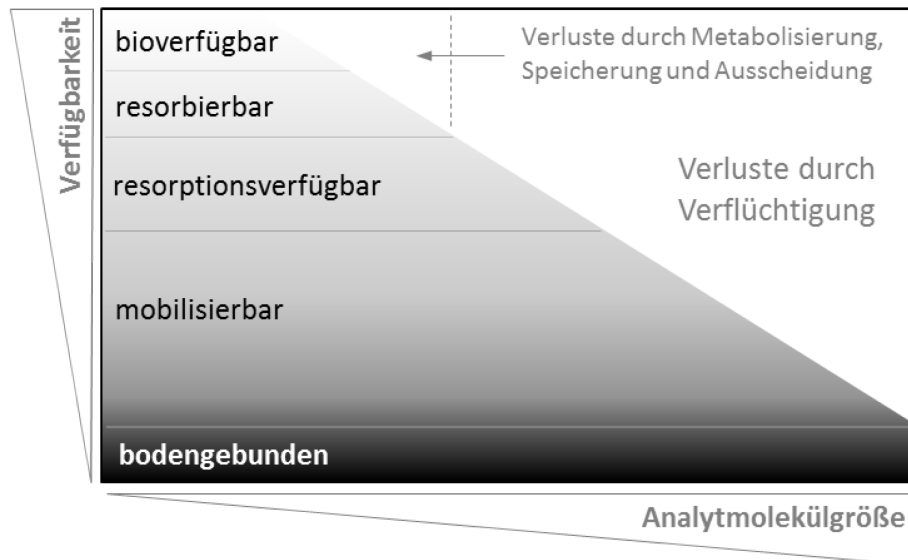 Verfügbarkeit
bioverfügbar
Verluste durch Metabolisierung,
Speicherung und Ausscheidung
resorbierbar
resorptionsverfügbar
Verluste durch
Verflüchtigung
mobilisierbar
bodengebunden
Analytmolekülgröße